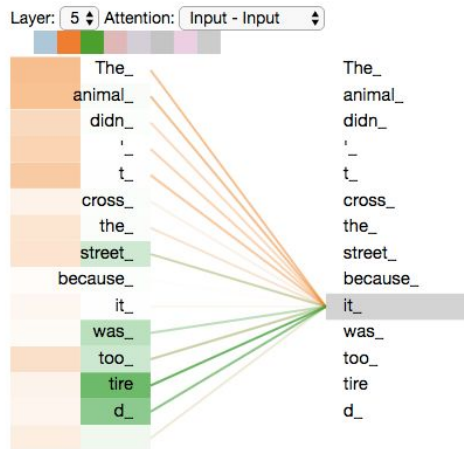 Layer: 5 Attention: Input - Input
The_ The_
animal_ animal_
didn_ didn_
'_ '_
t_ t_
cross_ cross_
the_ the_
street_ street_
because_ because_
it_ it_
was_ was_
too_ too_
tire tire
d_ d_